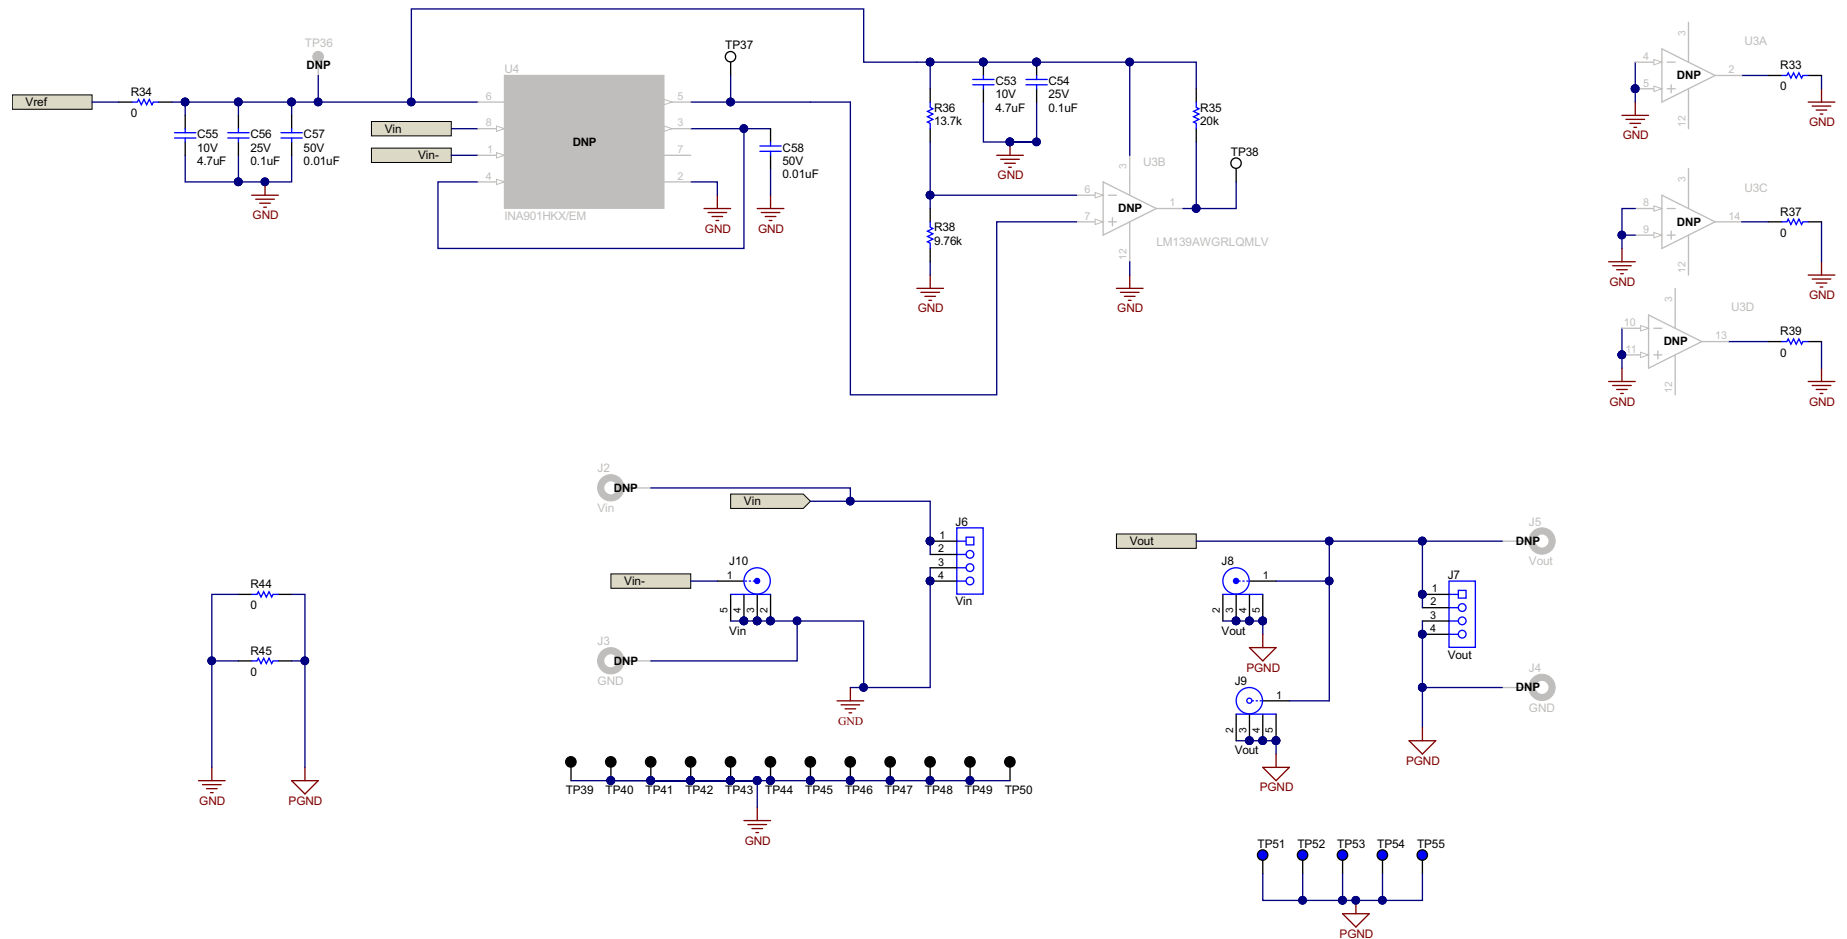 TP36
DNP
Vref
R34
0
C55
10V
4.7uF
C56
25V
0.1uF
C57
50V
0.01uF
GND
Vin
Vin-
U4
6
8
1
4
DNP
5
3
7
2
INA901HKX/EM
TP37
C58
50V
0.01uF
GND
GND
R36
13.7k
C53
10V
4.7uF
C54
25V
0.1uF
GND
R35
20k
TP38
R38
9.76k
GND
U3B
3
6
7
DNP
1
12
LM139AWGRLQMLV
GND
U3A
3
4
5
DNP
2
12
R33
0
GND
GND
U3C
3
8
9
DNP
14
12
R37
0
GND
GND
U3D
3
10
11
DNP
13
12
R39
0
GND
GND
J2
DNP
Vin
Vin
J6
1
2
3
4
Vin
J10
Vin-
1
5
4
3
2
Vin
J3
DNP
GND
GND
R44
0
R45
0
GND
PGND
Vout
J5
DNP
Vout
J8
1
2
3
4
5
Vout
PGND
J7
1
2
3
4
Vout
J9
1
2
3
4
5
Vout
PGND
J4
DNP
GND
PGND
TP39 TP40 TP41 TP42 TP43 TP44 TP45 TP46 TP47 TP48 TP49 TP50
GND
TP51 TP52 TP53 TP54 TP55
PGND